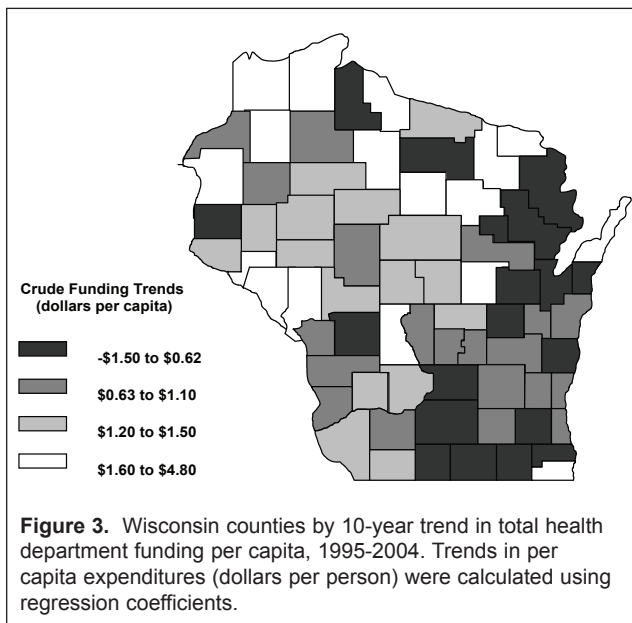 Crude Funding Trends
(dollars per capita)
-$1.50 to $0.62
$0.63 to $1.10
$1.20 to $1.50
$1.60 to $4.80
Figure 3. Wisconsin counties by 10-year trend in total health
department funding per capita, 1995-2004. Trends in per
capita expenditures (dollars per person) were calculated using
regression coefficients.